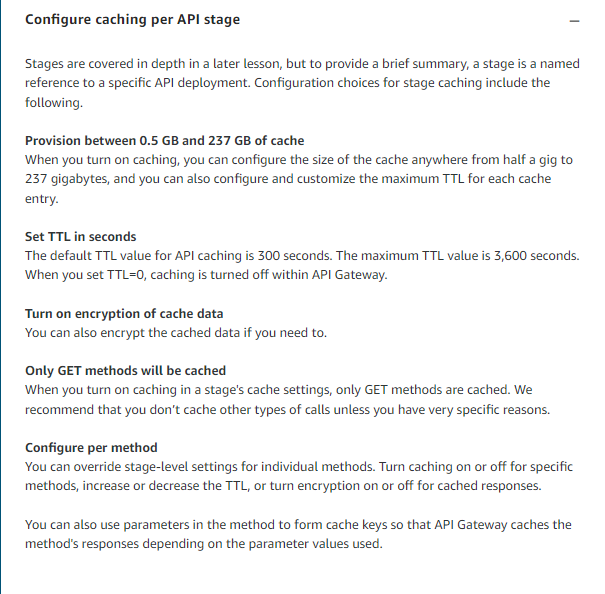 Configure caching per API stage
Stages are covered in depth in a later lesson, but to provide a brief summary, a stage is a named
reference to a specific API deployment. Configuration choices for stage caching include the
following.
Provision between 0.5 GB and 237 GB of cache
When you turn on caching, you can configure the size of the cache anywhere from half a gig to
237 gigabytes, and you can also configure and customize the maximum TTL for each cache
entry.
Set TTL in seconds
The default TTL value for API caching is 300 seconds. The maximum TTL value is 3,600 seconds.
When you set TTL=0, caching is turned off within API Gateway.
Turn on encryption of cache data
You can also encrypt the cached data if you need to.
Only GET methods will be cached
When you turn on caching in a stage's cache settings, only GET methods are cached. We
recommend that you don’t cache other types of calls unless you have very specific reasons.
Configure per method
You can override stage-level settings for individual methods. Turn caching on or off for specific
methods, increase or decrease the TTL, or turn encryption on or off for cached responses.
You can also use parameters in the method to form cache keys so that API Gateway caches the
method's responses depending on the parameter values used.